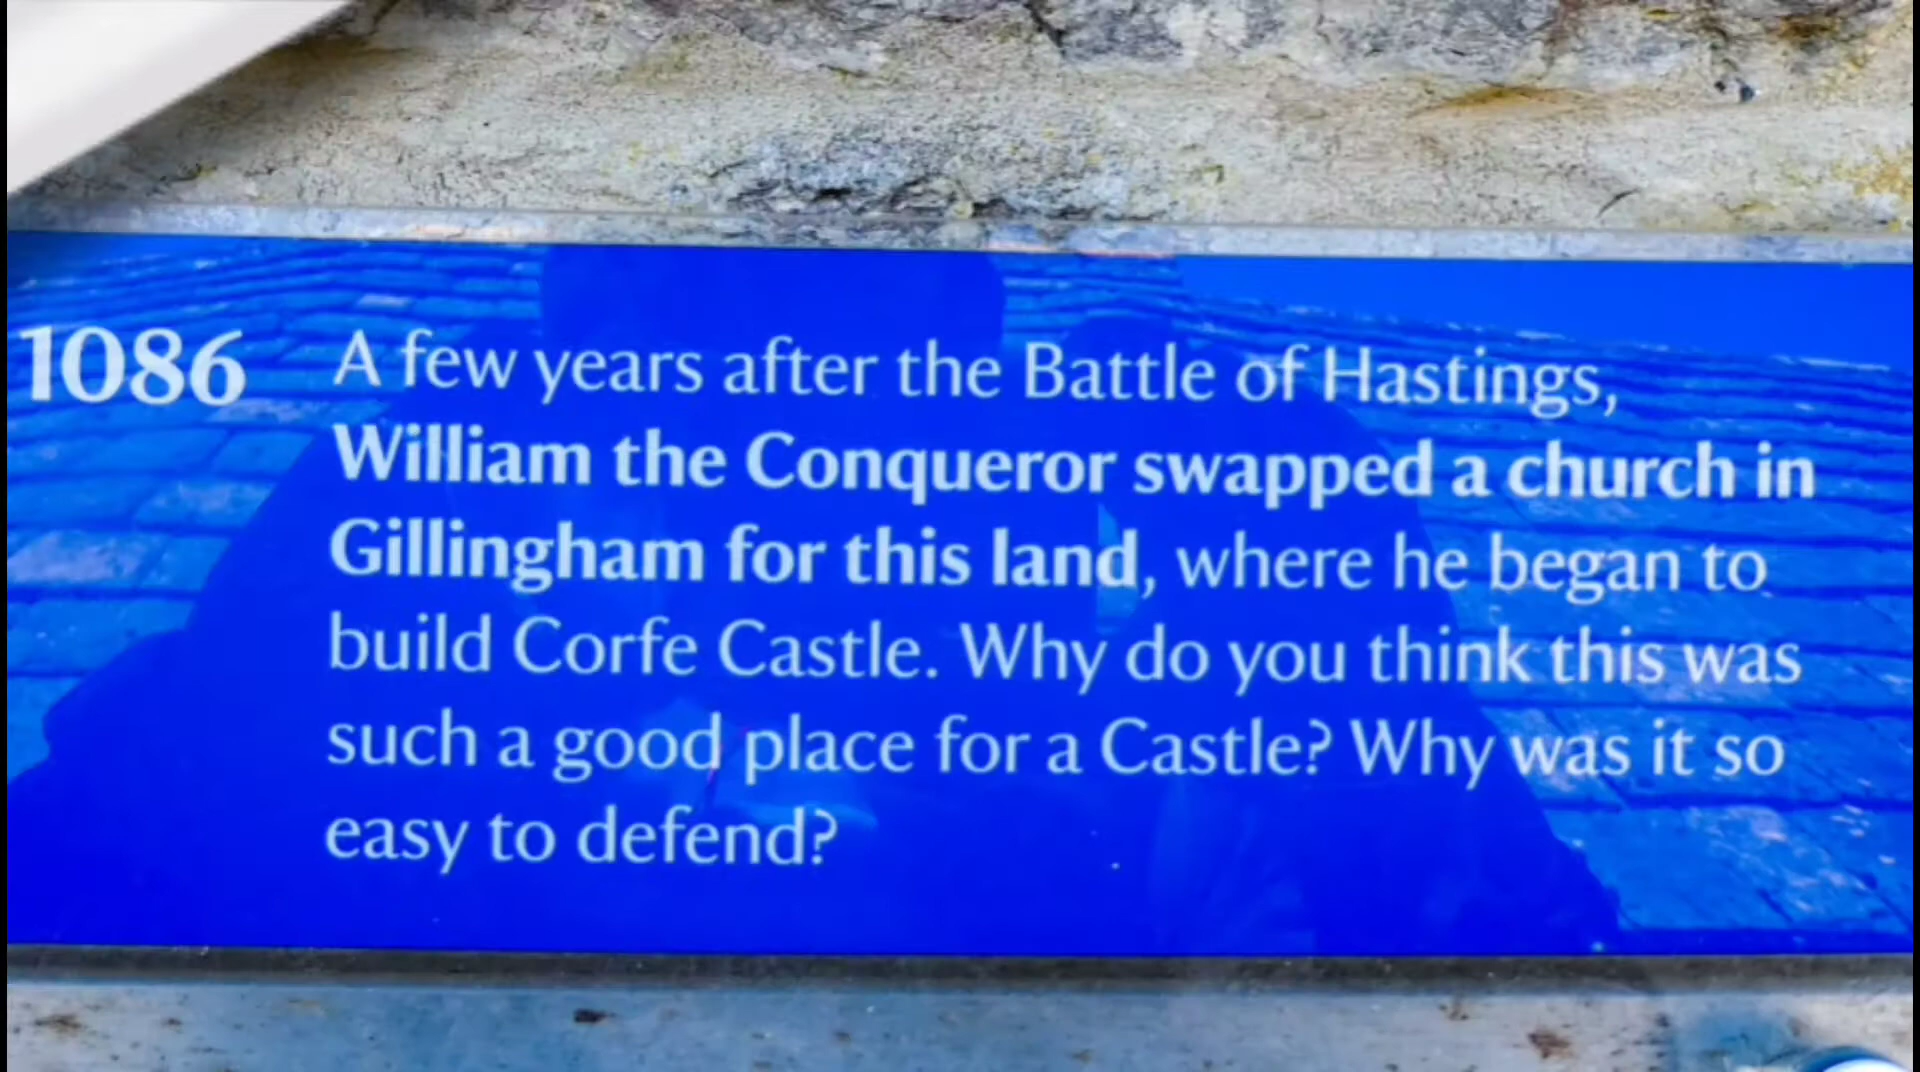 1086 A few years after the Battle of Hastings,
William the Conqueror swapped a church in
Gillingham for this land, where he began to
build Corfe Castle. Why do you think this was
such a good place for a Castle? Why was it so
easy to defend?